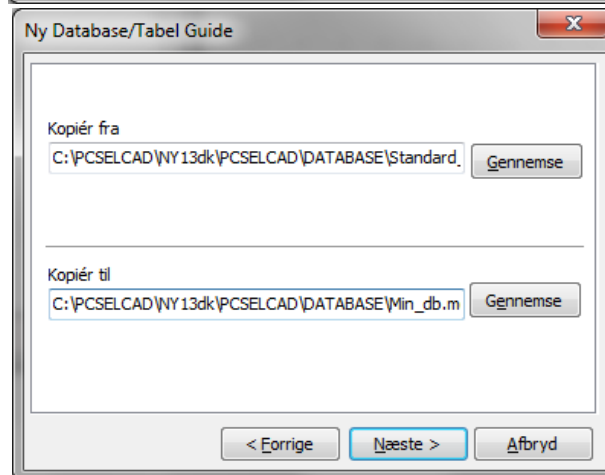 Ny Database/Tabel Guide
Kopiér fra
C:\PCSELCAD\NY13dk\PCSELCAD\DATABASE\Standard_
Gennemse
Kopiér til
C:\PCSELCAD\NY13dk\PCSELCAD\DATABASE\Min_db.m
Gennemse
< Forrige
Næste >
Afbryd